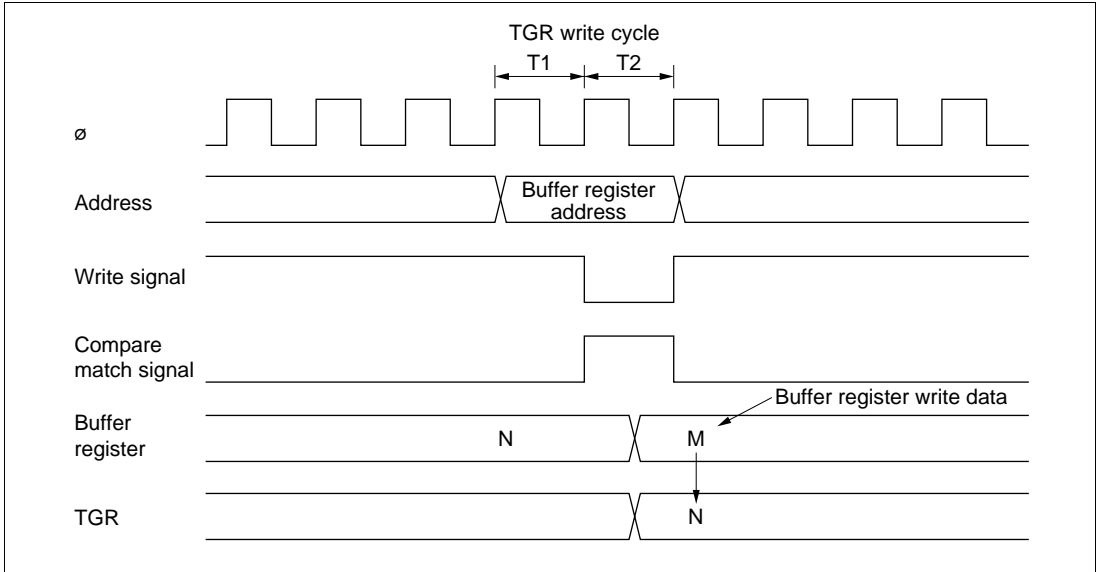 TGR write cycle
T1 T2
ø
Address
Buffer register
address
Write signal
Compare
match signal
Buffer register write data
Buffer
register
N M
TGR
N